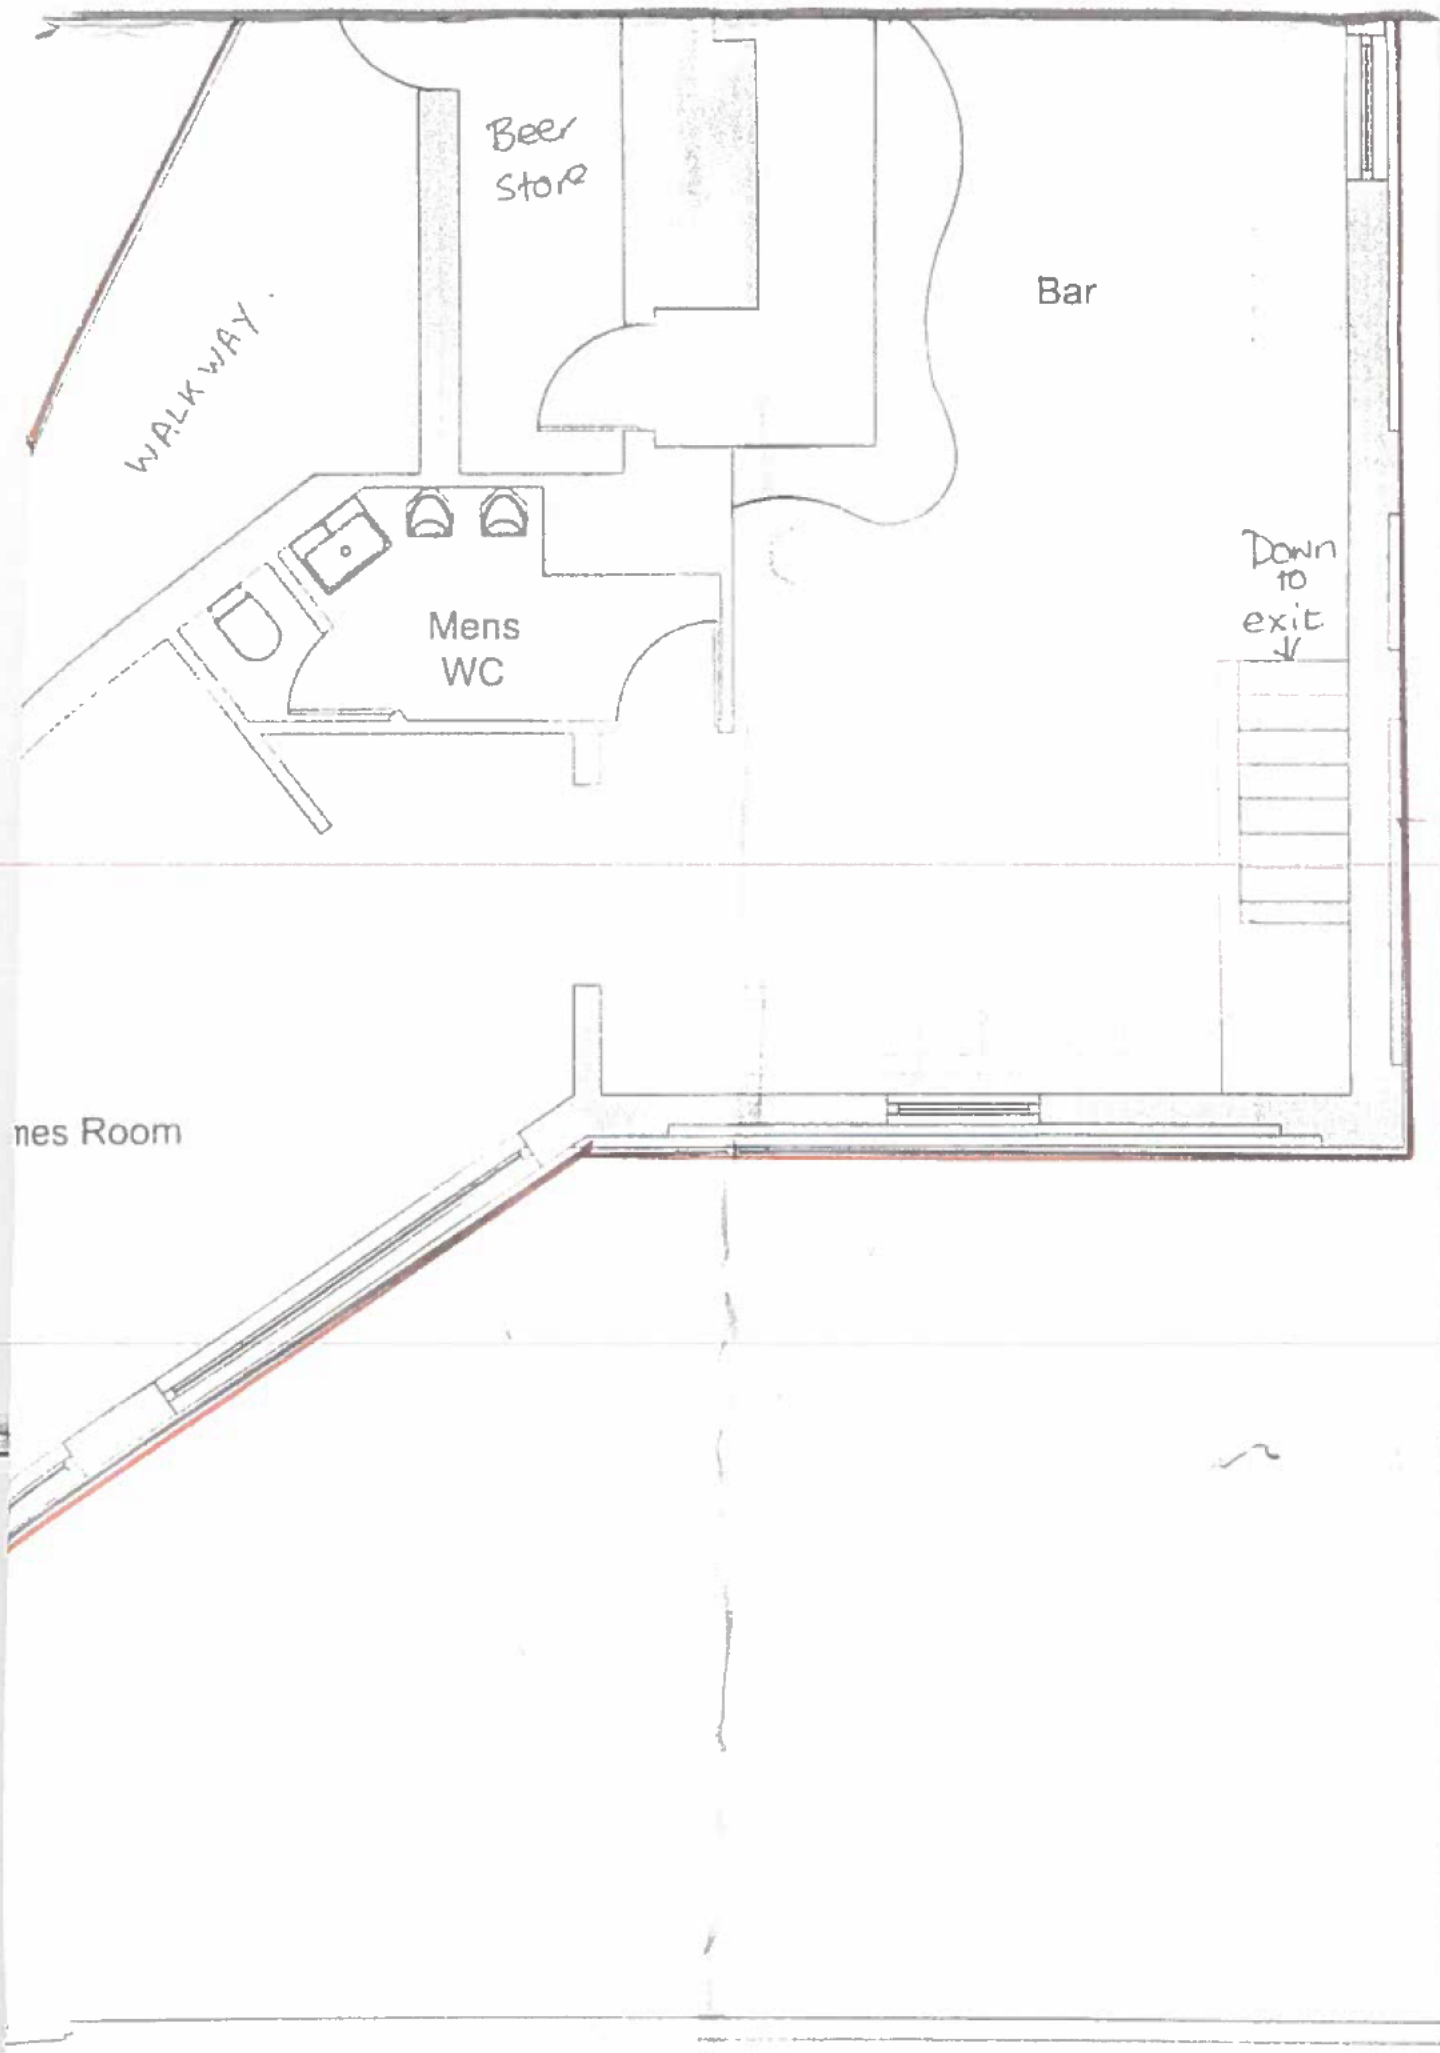 Beer
Store
WALKWAY.
Bar
Down
to
exit
Mens
WC
mes Room